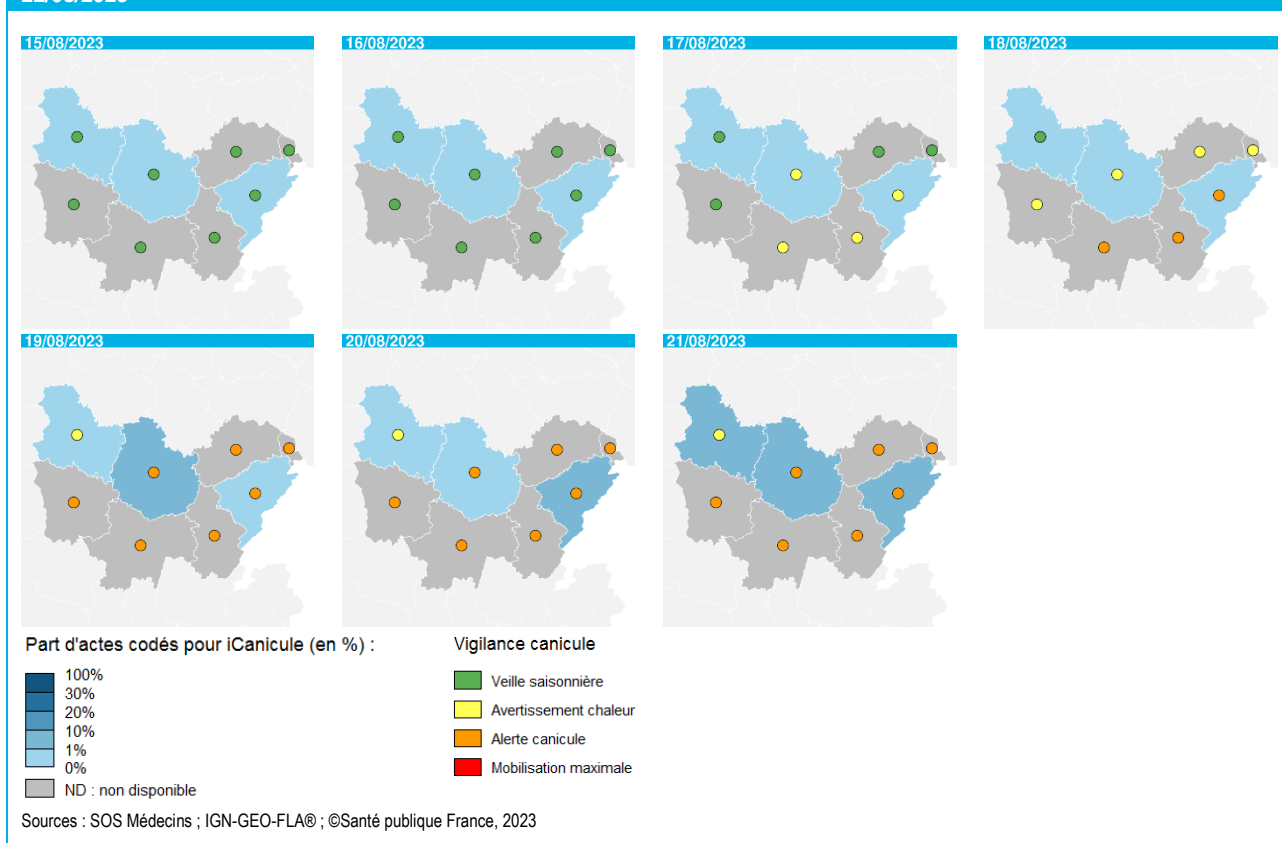 15/08/2023
16/08/2023
17/08/2023
18/08/2023
19/08/2023
20/08/2023
21/08/2023
Part d'actes codés pour iCanicule (en %) :
100%
30%
20%
10%
1%
0%
ND : non disponible
Vigilance canicule
Veille saisonnière
Avertissement chaleur
Alerte canicule
Mobilisation maximale
Sources : SOS Médecins ; IGN-GEO-FLA® ; ©Santé publique France, 2023